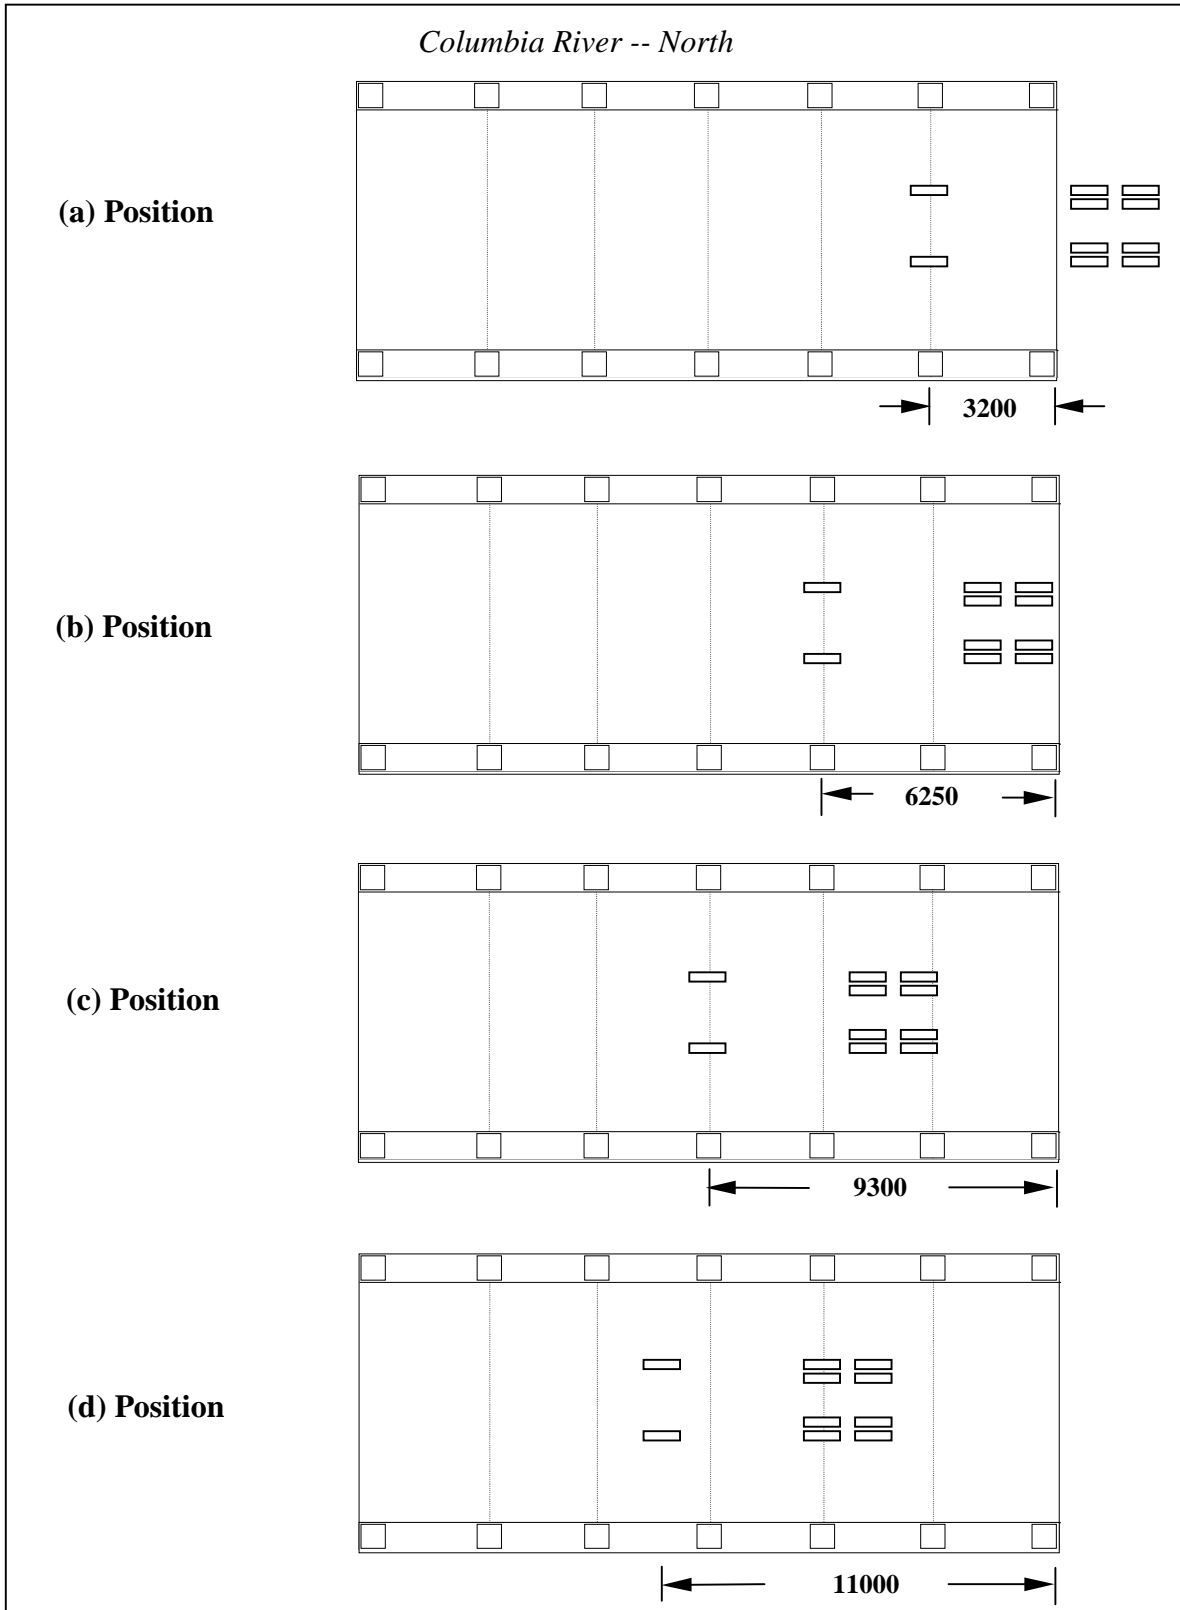 Columbia River -- North
(a) Position
3200
(b) Position
6250
(c) Position
9300
(d) Position
11000